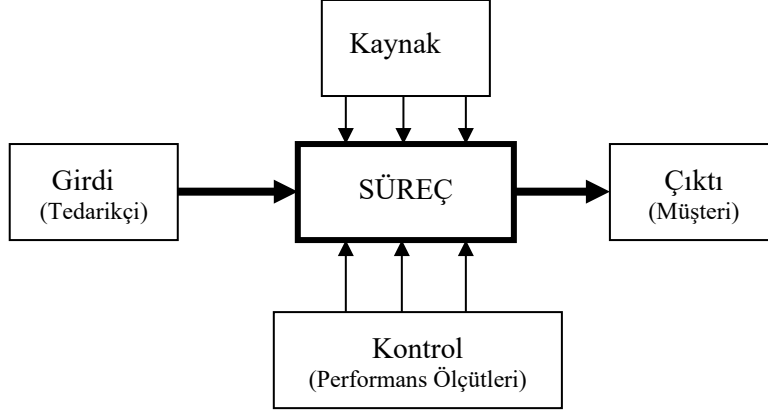 Kaynak
Girdi
(Tedarikçi)
SÜREÇ
Çıktı
(Müşteri)
Kontrol
(Performans Ölçütleri)